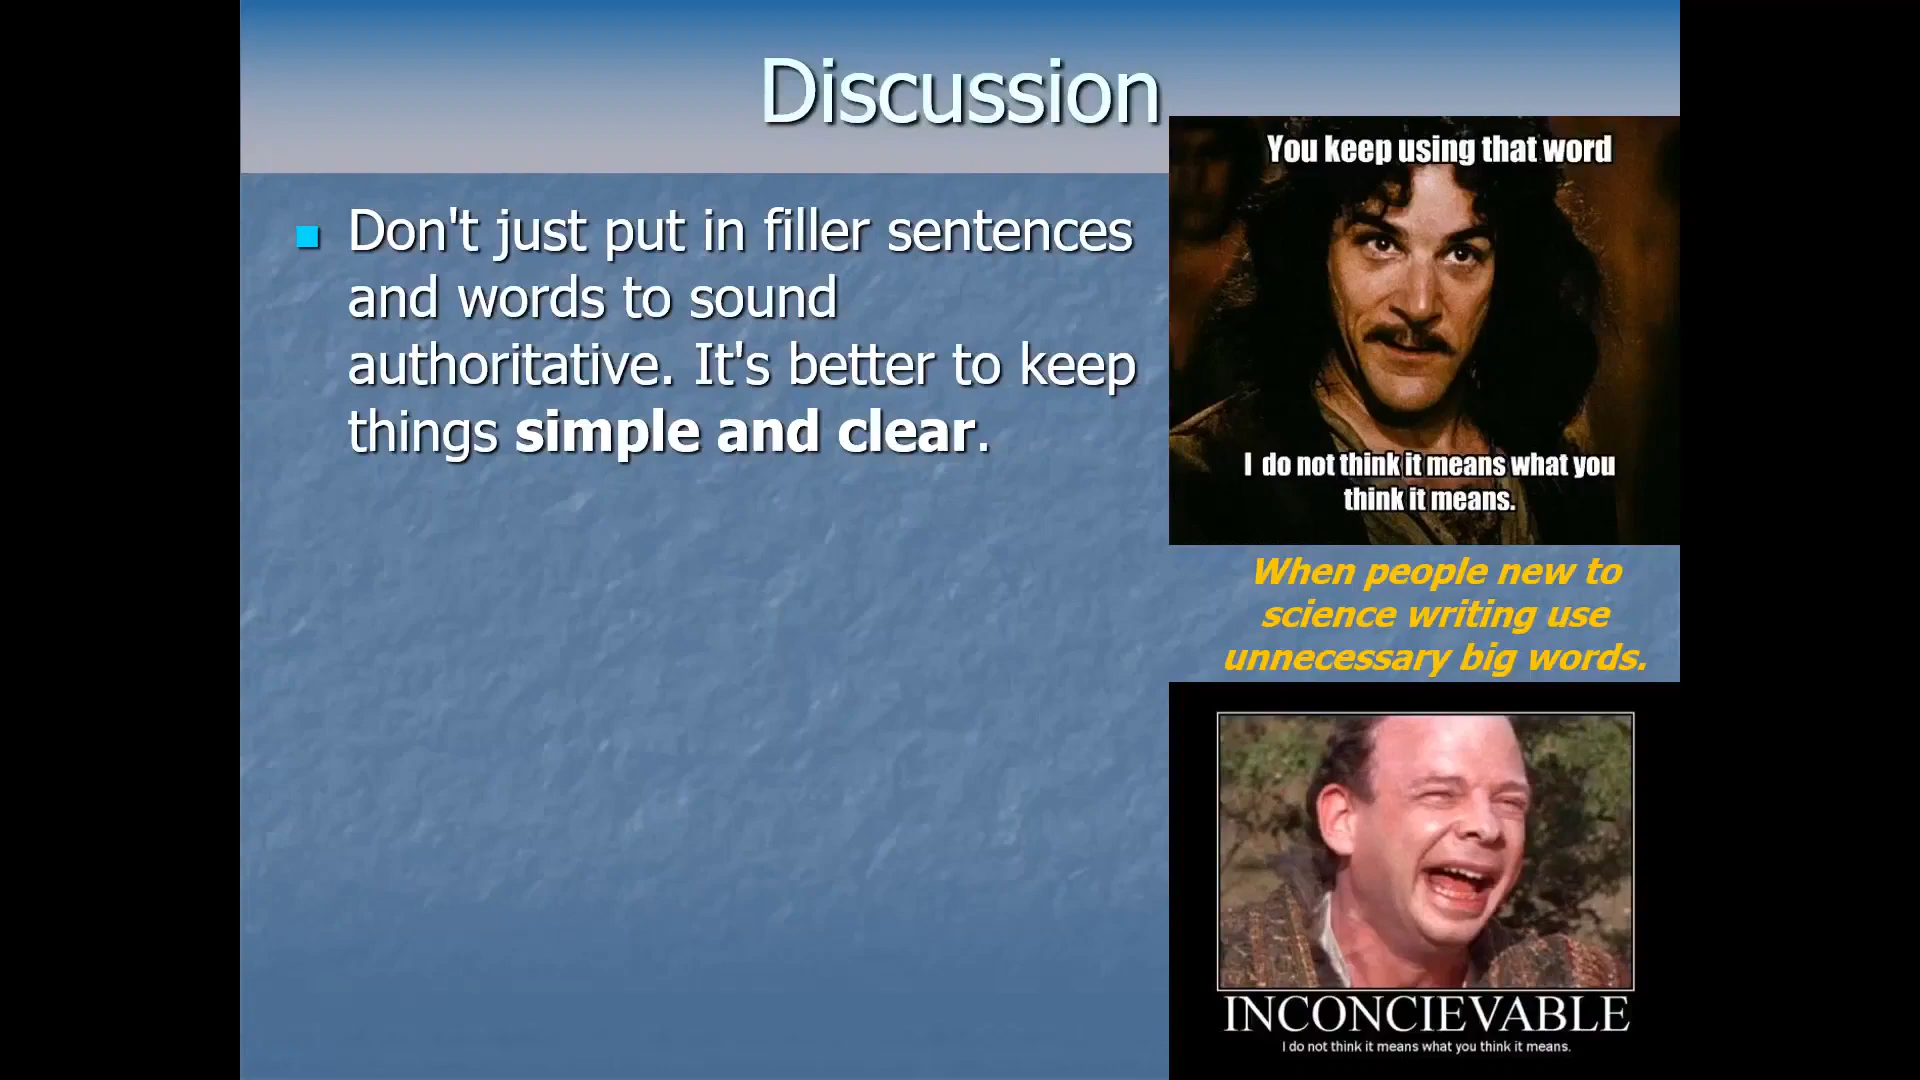 Discussion
Don't just put in filler sentences
and words to sound
authoritative. It's better to keep
things simple and clear.
You keep using that word
I do not think it means what you
think it means.
When people new to
science writing use
unnecessary big words.
INCONCIEVABLE
I do not think it means what you think it means.